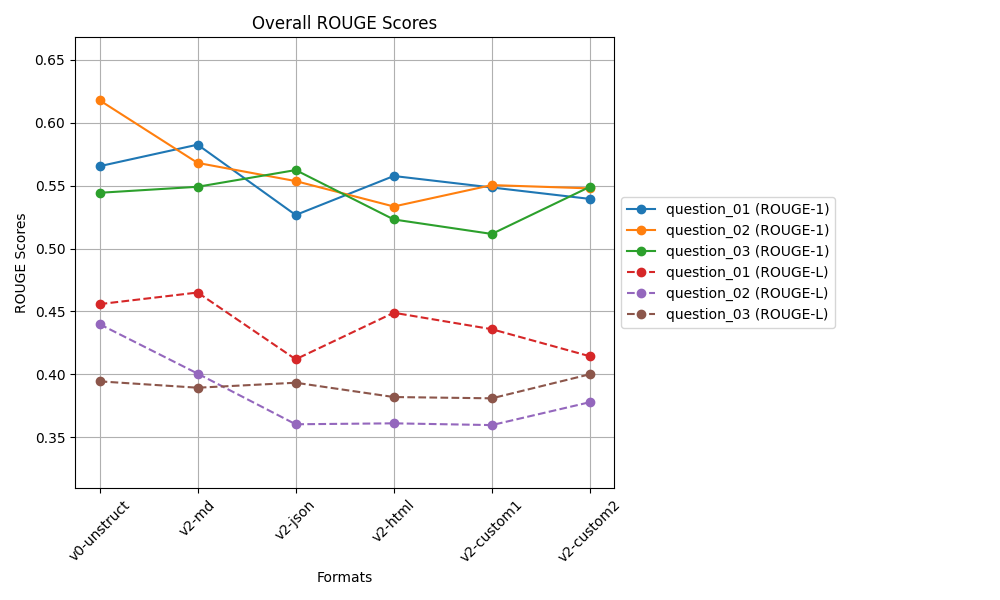 Overall ROUGE Scores
0.65
0.60
0.55
0.50
0.45
0.40
0.35
ROUGE Scores
v0-unstruct
v2-md
v2-json
v2-html
v2-custom1
v2-custom2
Formats
question_01 (ROUGE-1)
question_02 (ROUGE-1)
question_03 (ROUGE-1)
question_01 (ROUGE-L)
question_02 (ROUGE-L)
question_03 (ROUGE-L)